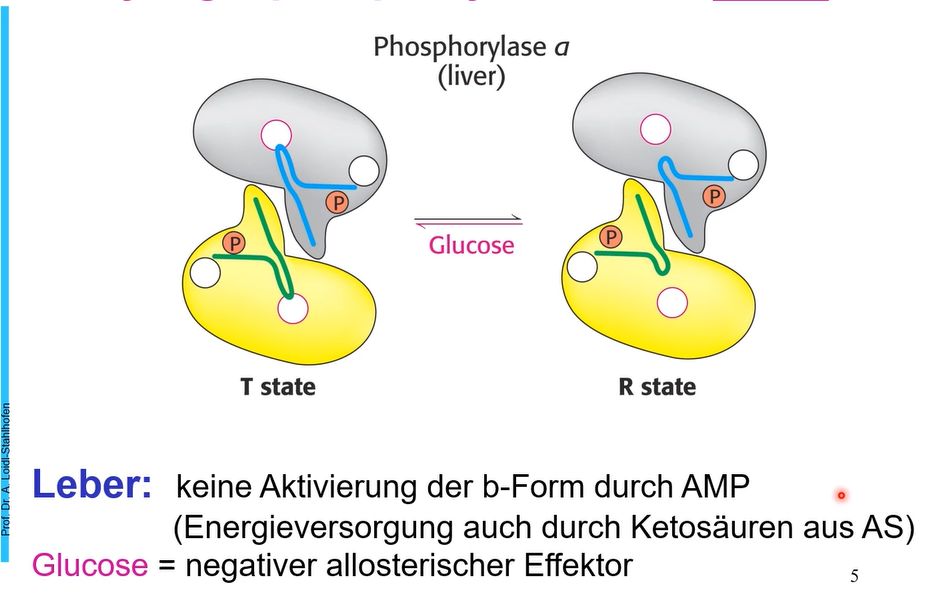 Phosphorylase a
(liver)
P
P
P
P
Glucose
T state
R state
Prof. Dr. A. Loidl-Stahlhofen
Leber: keine Aktivierung der b-Form durch AMP
(Energieversorgung auch durch Ketosäuren aus AS)
Glucose = negativer allosterischer Effektor
5